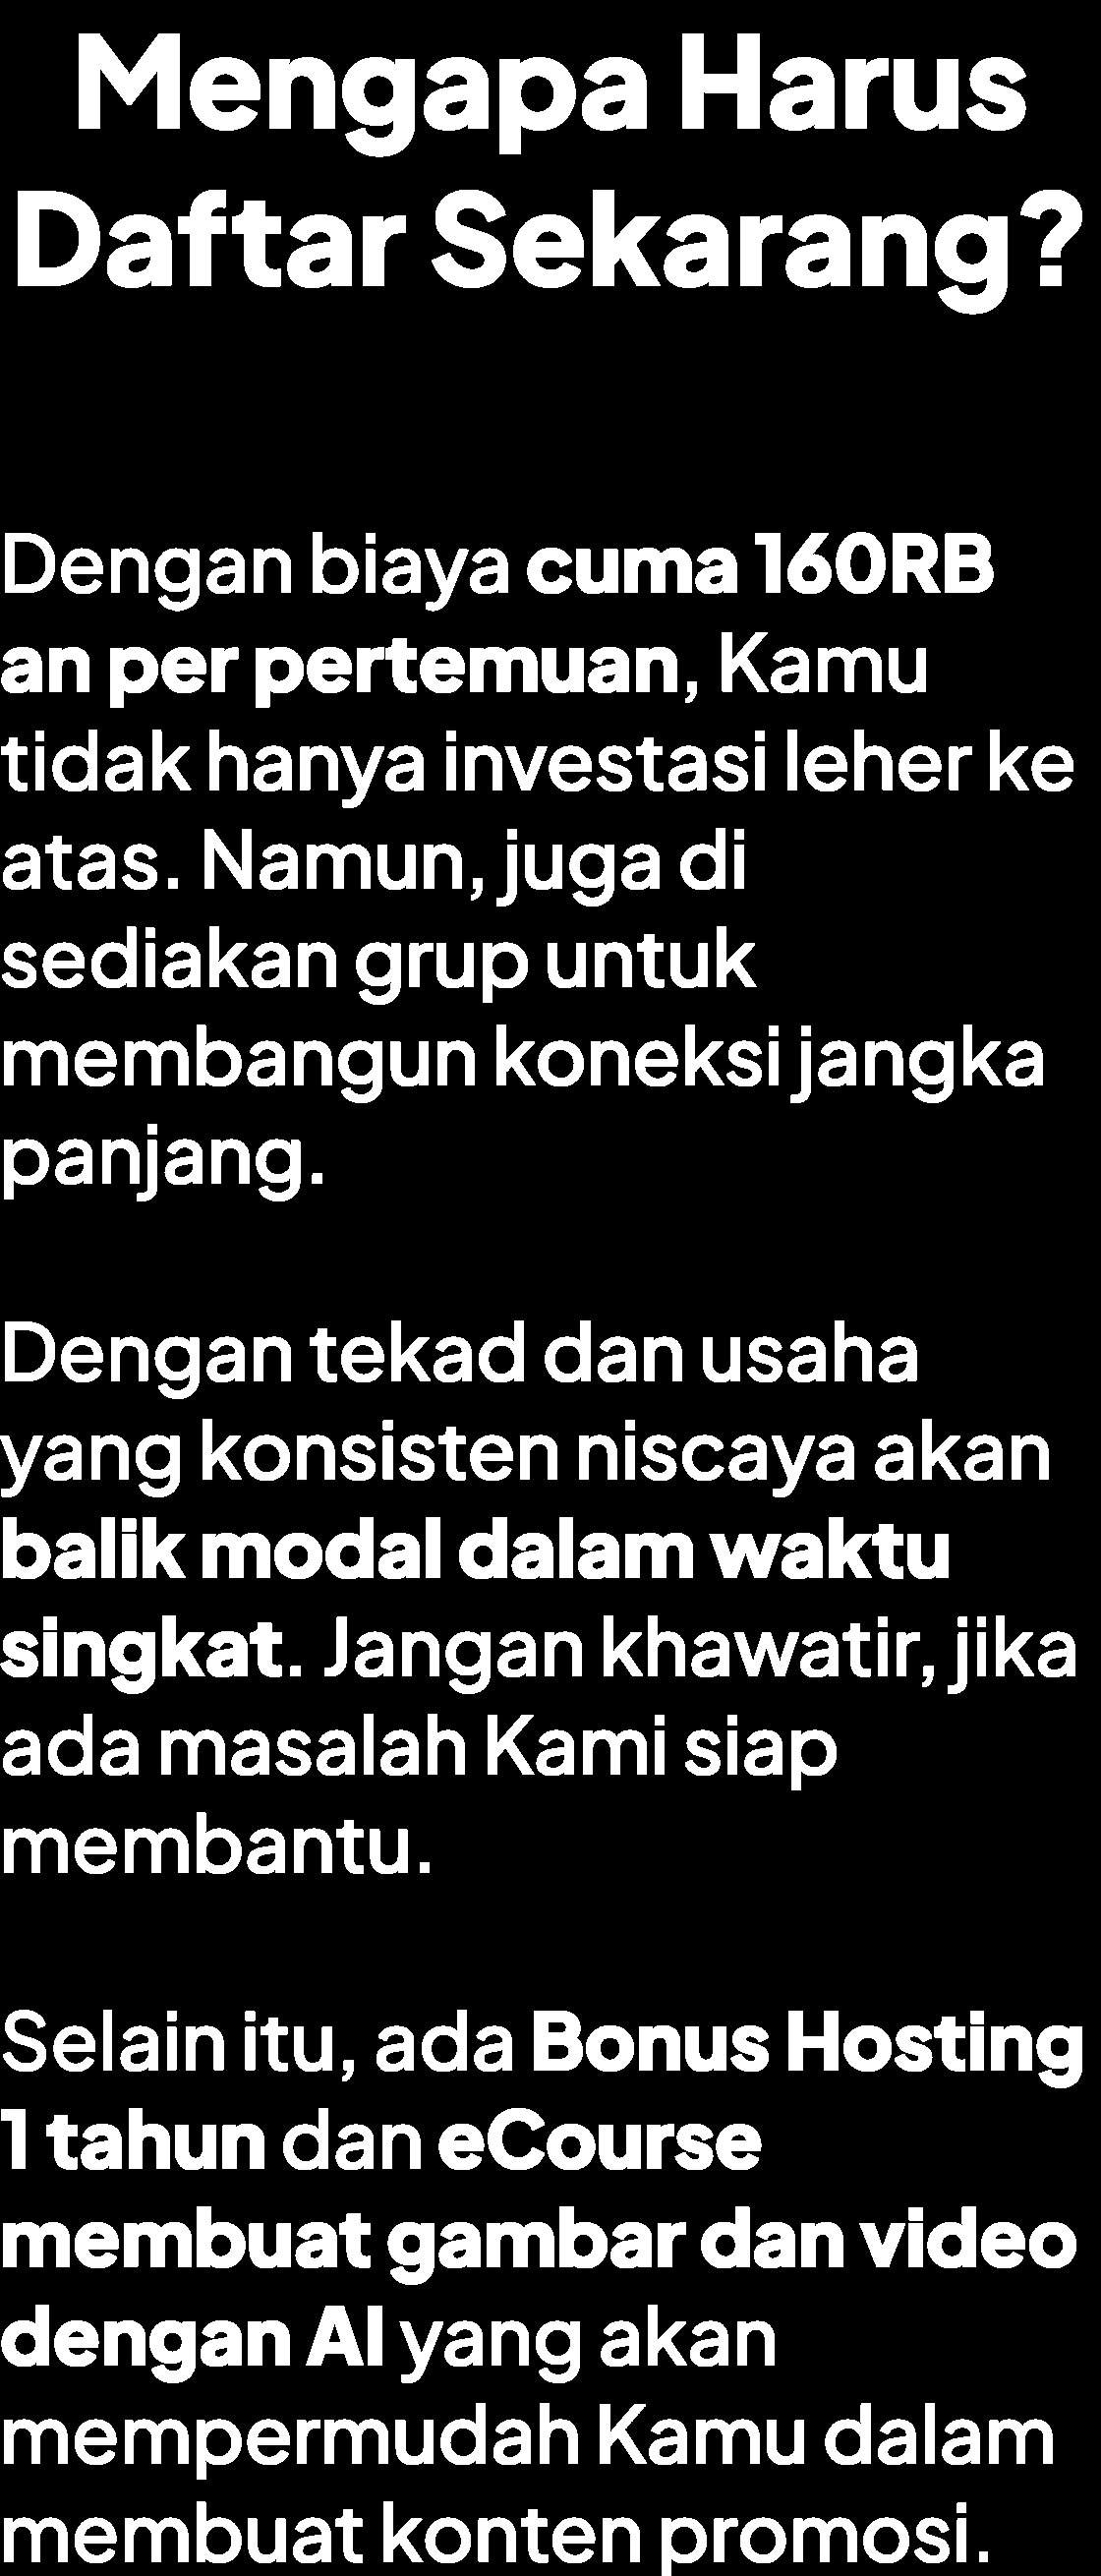 Mengapa Harus
Daftar Sekarang?
Dengan biaya cuma 160RB
an per pertemuan, Kamu
tidak hanya investasi leher ke
atas. Namun, juga di
sediakan grup untuk
membangun koneksi jangka
panjang.
Dengan tekad dan usaha
yang konsisten niscaya akan
balik modal dalam waktu
singkat. Jangan khawatir, jika
ada masalah Kami siap
membantu.
Selain itu, ada Bonus Hosting
1 tahun dan eCourse
membuat gambar dan video
dengan AI yang akan
mempermudah Kamu dalam
membuat konten promosi.